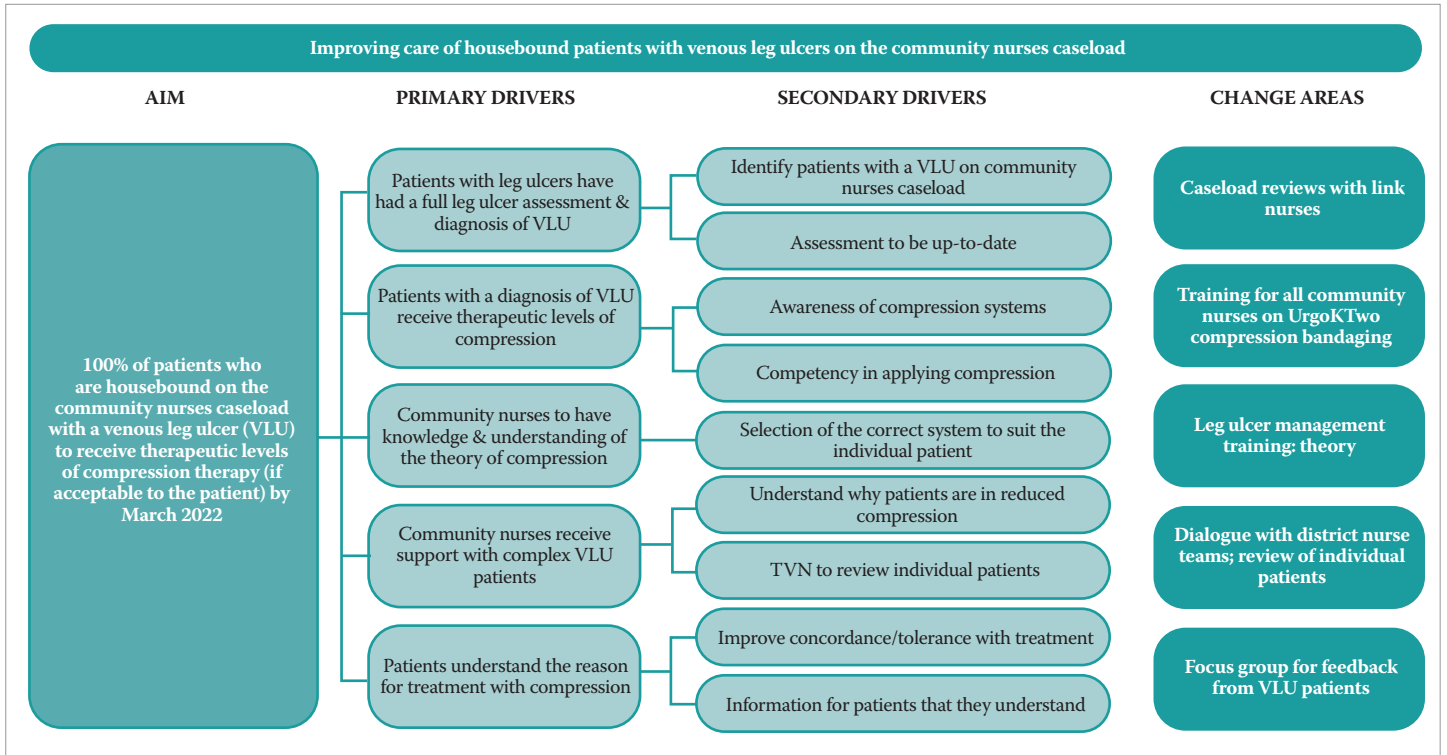 Improving care of housebound patients with venous leg ulcers on the community nurses caseload
AIM
PRIMARY DRIVERS
SECONDARY DRIVERS
CHANGE AREAS
100% of patients who
are housebound on the
community nurses caseload
with a venous leg ulcer (VLU)
to receive therapeutic levels
of compression therapy (if
acceptable to the patient) by
March 2022
Patients with leg ulcers have
had a full leg ulcer assessment &
diagnosis of VLU
Patients with a diagnosis of VLU
receive therapeutic levels of
compression
Community nurses to have
knowledge & understanding of
the theory of compression
Community nurses receive
support with complex VLU
patients
Patients understand the reason
for treatment with compression
Identify patients with a VLU on community
nurses caseload
Assessment to be up-to-date
Awareness of compression systems
Competency in applying compression
Selection of the correct system to suit the
individual patient
Understand why patients are in reduced
compression
TVN to review individual patients
Improve concordance/tolerance with treatment
Information for patients that they understand
Caseload reviews with link
nurses
Training for all community
nurses on UrgoKTwo
compression bandaging
Leg ulcer management
training: theory
Dialogue with district nurse
teams; review of individual
patients
Focus group for feedback
from VLU patients